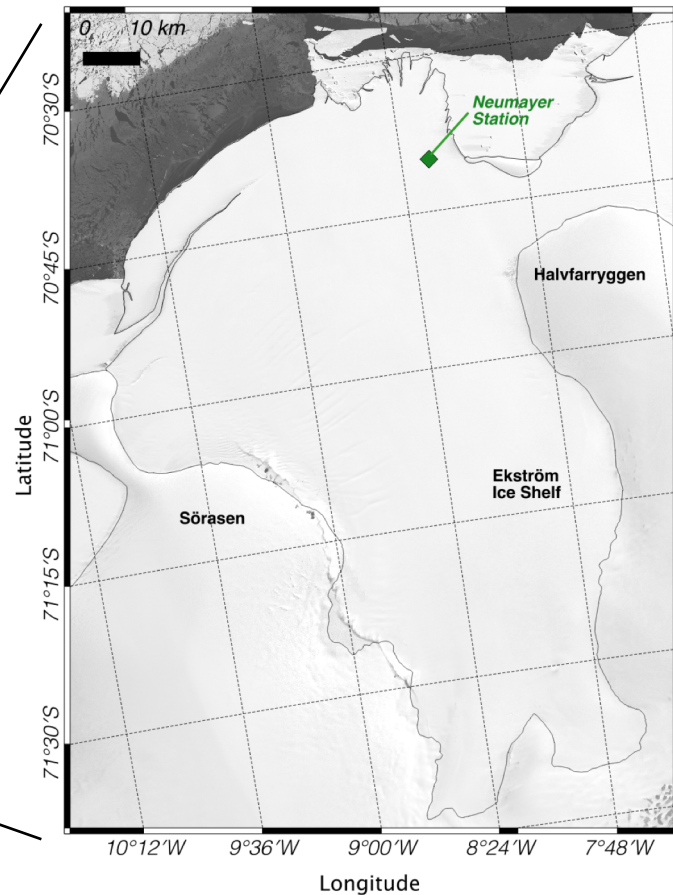 0 10 km
Neumayer
Station
Halvfarryggen
Ekström
Ice Shelf
Sörasen
70°30'S
70°45'S
71°00'S
71°15'S
71°30'S
Latitude
10°12'W 9°36'W 9°00'W 8°24'W 7°48'W
Longitude